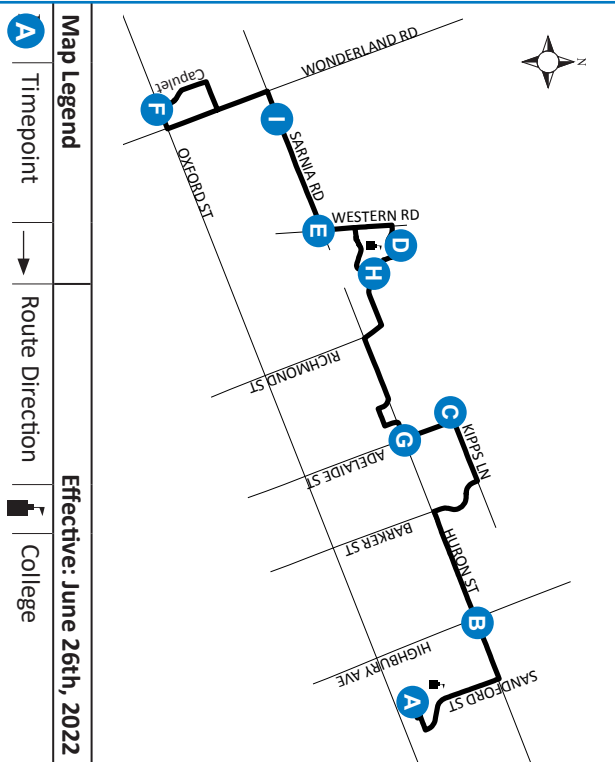 N
WONDERLAND RD
Capulet
F
I
SARNIA RD
OXFORD ST
WESTERN RD
E
D
H
RICHMOND ST
C
KIPPS LN
G
ADELAIDE ST
BARKER ST
HURON ST
B
HIGHBURY AVE
SANDFORD ST
A
Map Legend
Effective: June 26th, 2022
A
Timepoint
Route Direction
College